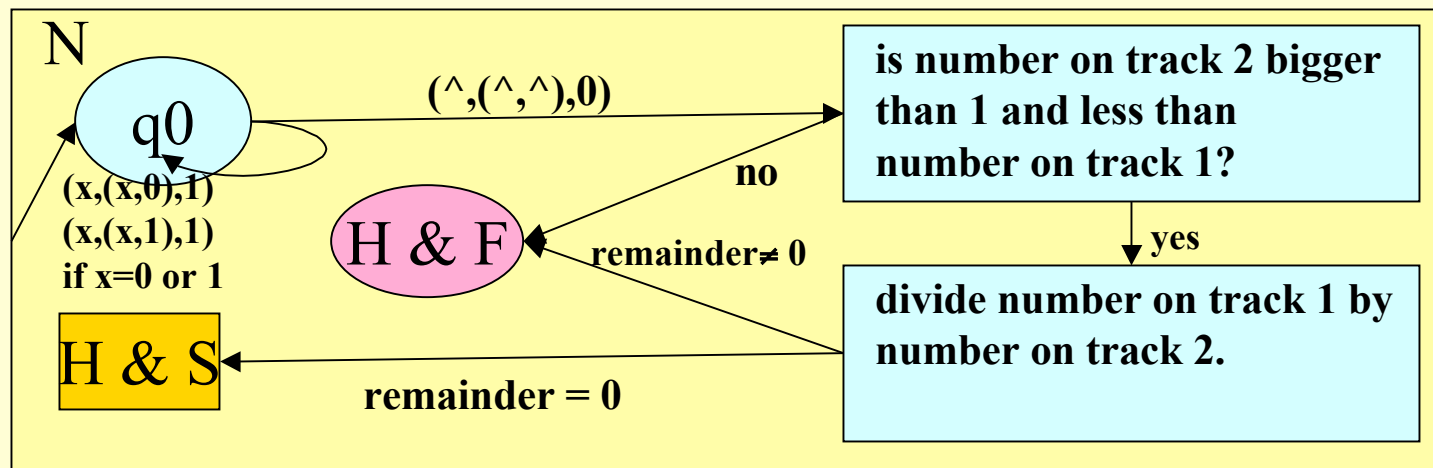 N
q0
(x,(x,0),1)
(x,(x,1),1)
if x=0 or 1
(^,(^,^),0)
is number on track 2 bigger
than 1 and less than
number on track 1?
no
yes
H & F
remainder≠ 0
divide number on track 1 by
number on track 2.
H & S
remainder = 0